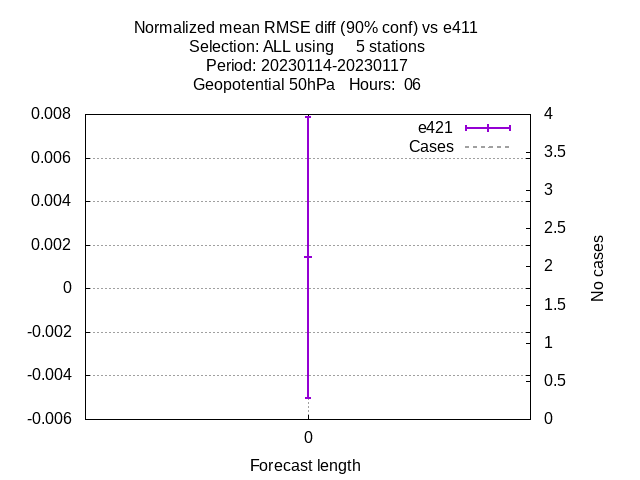 Normalized mean RMSE diff (90% conf) vs e411
Selection: ALL using     5 stations
Period: 20230114-20230117
Geopotential 50hPa   Hours:  06
0.008
0.006
0.004
0.002
0
-0.002
-0.004
-0.006
4
3.5
3
2.5
2
1.5
1
0.5
0
No cases
e421
Cases
0
Forecast length